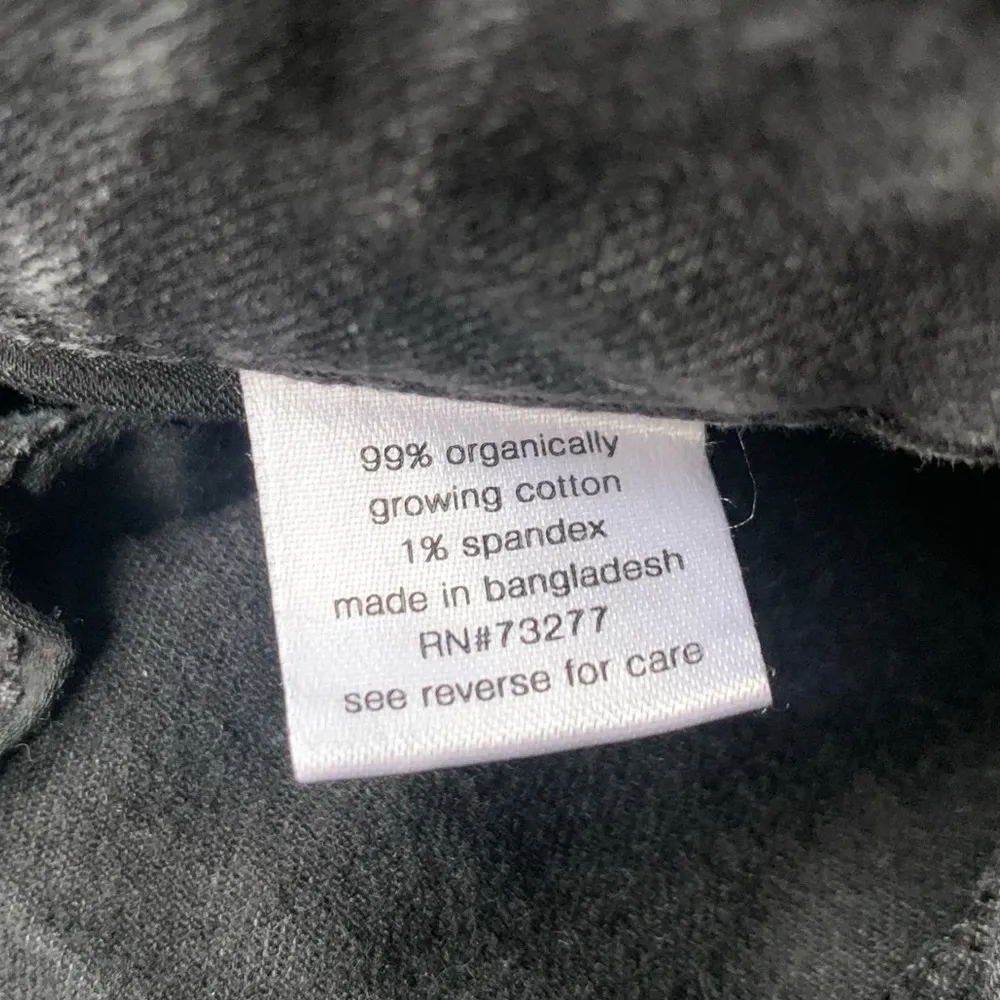 99% organically
growing cotton
1% spandex
made in bangladesh
RN#73277
see reverse for care